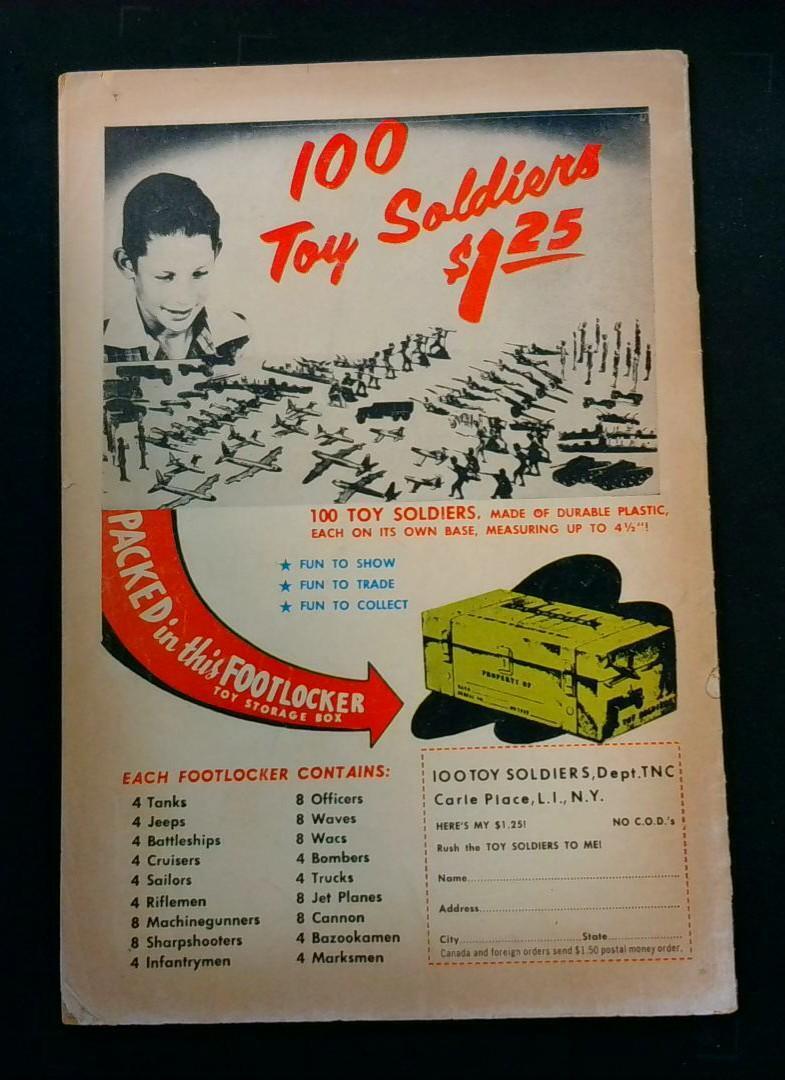 100
Toy Soldiers
$1.25
100 TOY SOLDIERS, MADE OF DURABLE PLASTIC,
EACH ON ITS OWN BASE, MEASURING UP TO 4½"!
★ FUN TO SHOW
★ FUN TO TRADE
★ FUN TO COLLECT
PACKED in this FOOTLOCKER
TOY STORAGE BOX
PROPERTY OF
TOY SOLDIERS
EACH FOOTLOCKER CONTAINS:
4 Tanks
4 Jeeps
4 Battleships
4 Cruisers
4 Sailors
4 Riflemen
8 Machinegunners
8 Sharpshooters
4 Infantrymen
8 Officers
8 Waves
8 Wacs
4 Bombers
4 Trucks
8 Jet Planes
8 Cannon
4 Bazookamen
4 Marksmen
100 TOY SOLDIERS, Dept. TNC
Carle Place, L.I., N.Y.
HERE'S MY $1.25! NO C.O.D.'s
Rush the TOY SOLDIERS TO ME!
Name
Address
City State
Canada and foreign orders send $1.50 postal money order.